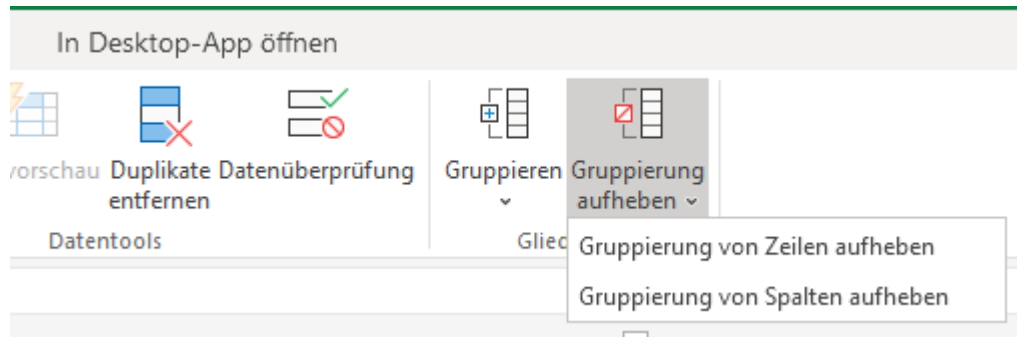 In Desktop-App öffnen
vorschau Duplikate Datenüberprüfung Gruppieren Gruppierung
entfernen aufheben
Datentools Glied
Gruppierung von Zeilen aufheben
Gruppierung von Spalten aufheben